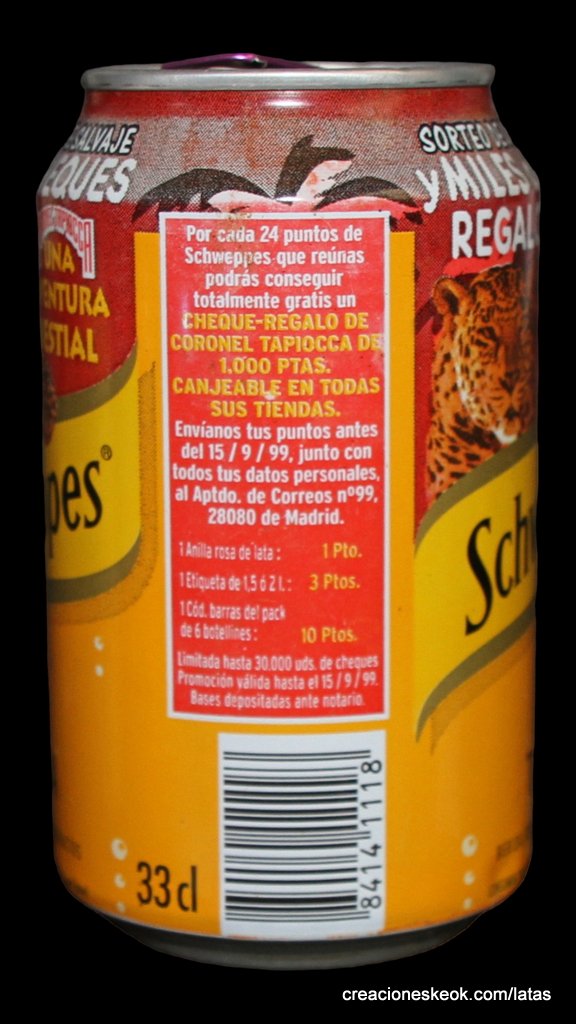 SALVAJE
SORTEO DE
y MILES
REGAL
UNA
Por cada 24 puntos de
Schweppes que reúnas
podrás conseguir
totalmente gratis un
CHEQUE-REGALO DE
CORONEL TAPIOCCA DE
1.000 PTAS.
CANJEABLE EN TODAS
SUS TIENDAS.
Envíanos tus puntos antes
del 15 / 9 / 99, junto con
todos tus datos personales,
al Aptdo. de Correos nº99,
28080 de Madrid.
1 Anilla rosa de lata : 1 Pto.
1 Etiqueta de 1,5 ó 2 l. : 3 Ptos.
1 Cód. barras del pack
de 6 botellines : 10 Ptos.
Limitada hasta 30.000 uds. de cheques
Promoción válida hasta el 15 / 9 / 99.
Bases depositadas ante notario.
pes®
Sch
33 cl
8414 1118
creacioneskeok.com/latas